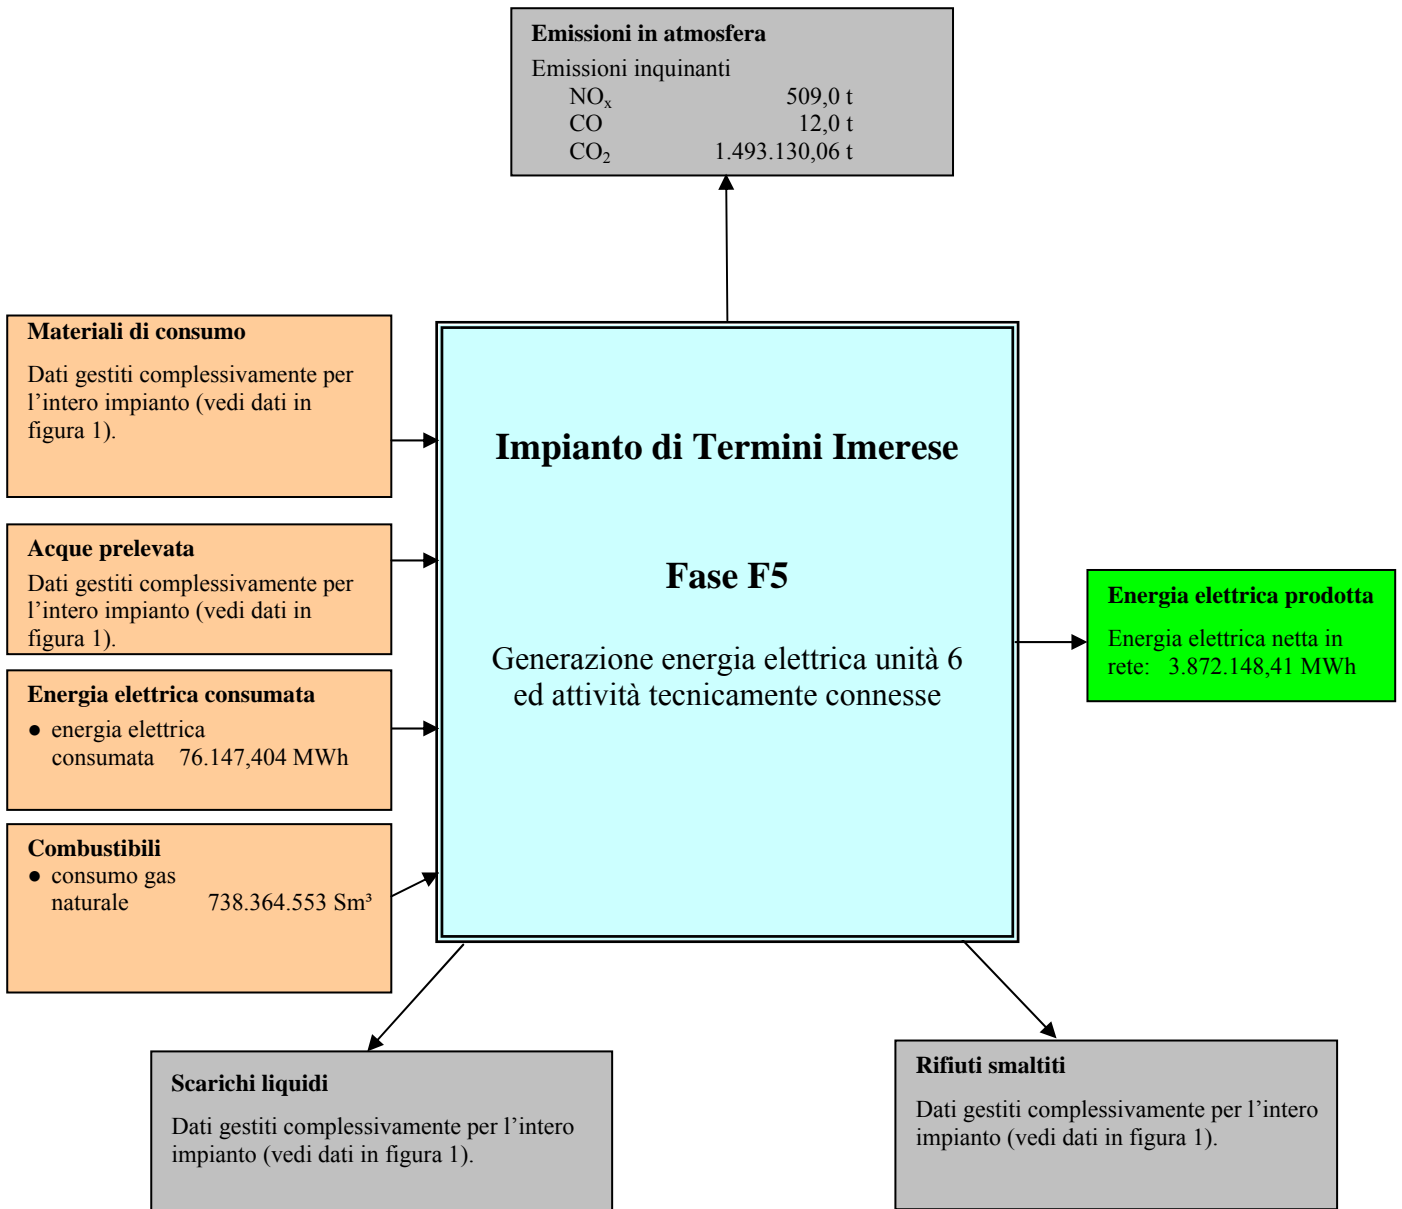 Emissioni in atmosfera
Emissioni inquinanti
NOₓ 509,0 t
CO 12,0 t
CO₂ 1.493.130,06 t
Materiali di consumo
Dati gestiti complessivamente per
l’intero impianto (vedi dati in
figura 1).
Acque prelevata
Dati gestiti complessivamente per
l’intero impianto (vedi dati in
figura 1).
Energia elettrica consumata
● energia elettrica
consumata 76.147,404 MWh
Combustibili
● consumo gas
naturale 738.364.553 Sm³
Impianto di Termini Imerese
Fase F5
Generazione energia elettrica unità 6
ed attività tecnicamente connesse
Energia elettrica prodotta
Energia elettrica netta in
rete: 3.872.148,41 MWh
Scarichi liquidi
Dati gestiti complessivamente per l’intero
impianto (vedi dati in figura 1).
Rifiuti smaltiti
Dati gestiti complessivamente per l’intero
impianto (vedi dati in figura 1).